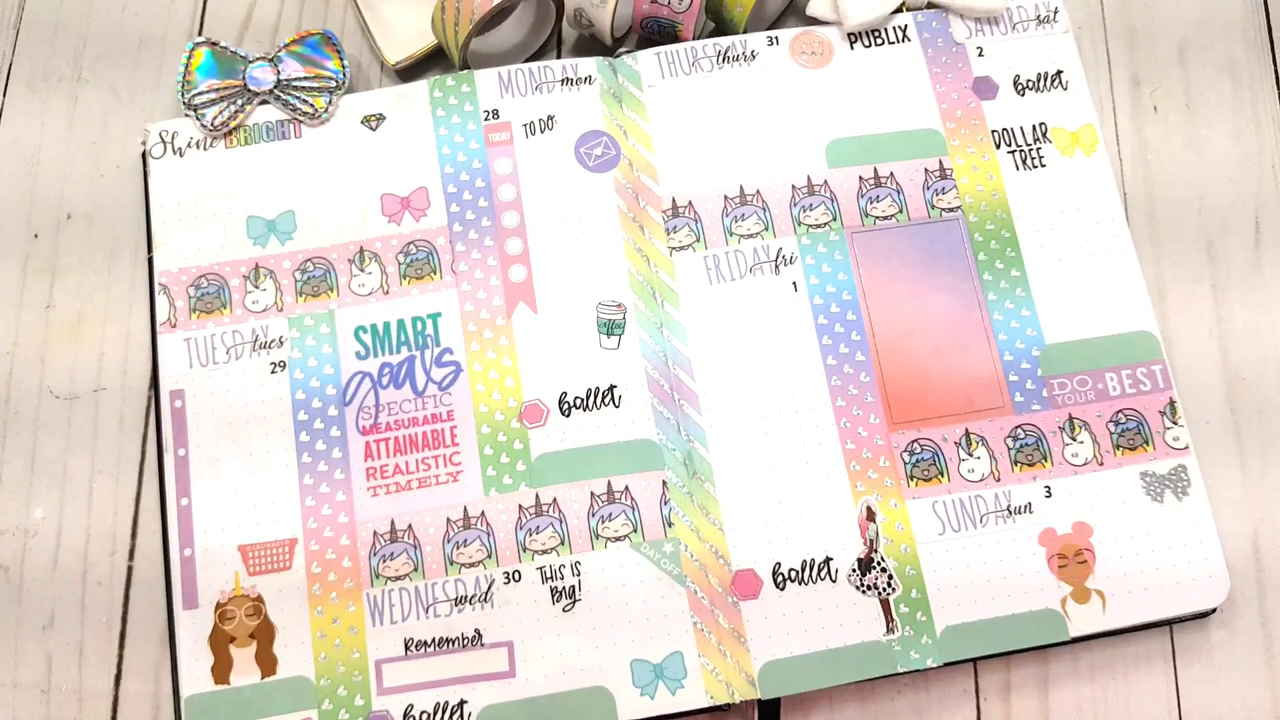 Shine BRIGHT
MONDAY mon
28
TODAY
TO DO:
Coffee
ballet
TUESDAY tues
29
SMART
goals
SPECIFIC
MEASURABLE
ATTAINABLE
REALISTIC
TIMELY
LAUNDRY
WEDNESDAY wed
30
THIS IS
Big!
DAY OFF
Remember
ballet
THURSDAY thurs
31
PUBLIX
FRIDAY fri
1
ballet
SATURDAY sat
2
ballet
DOLLAR
TREE
DO YOUR BEST
SUNDAY sun
3